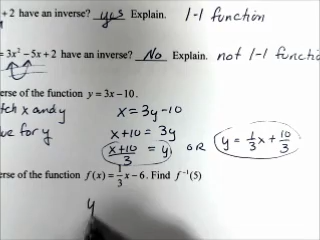 + 2 have an inverse? yes Explain. 1-1 function
= 3x² - 5x + 2 have an inverse? No Explain. not 1-1 functio
erse of the function y = 3x - 10.
tch x and y x = 3y - 10
ve for y x + 10 = 3y
(x+10)/3 = y OR y = 1/3 x + 10/3
erse of the function f(x) = 1/3 x - 6. Find f⁻¹(5)
y